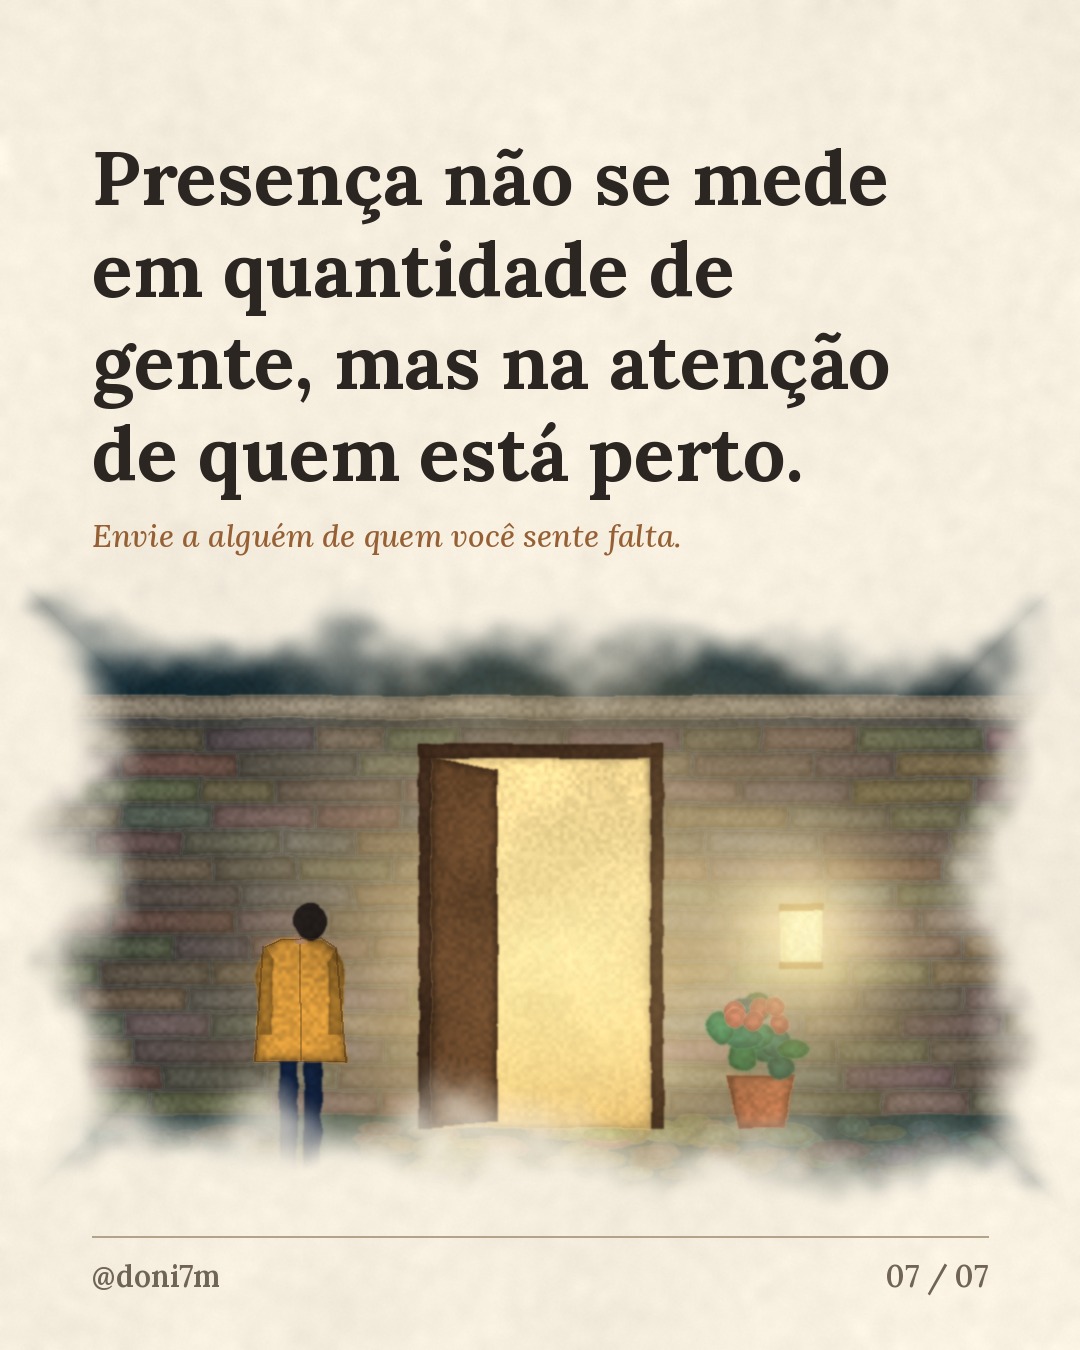 Presença não se mede
em quantidade de
gente, mas na atenção
de quem está perto.
Envie a alguém de quem você sente falta.
@doni7m
07 / 07